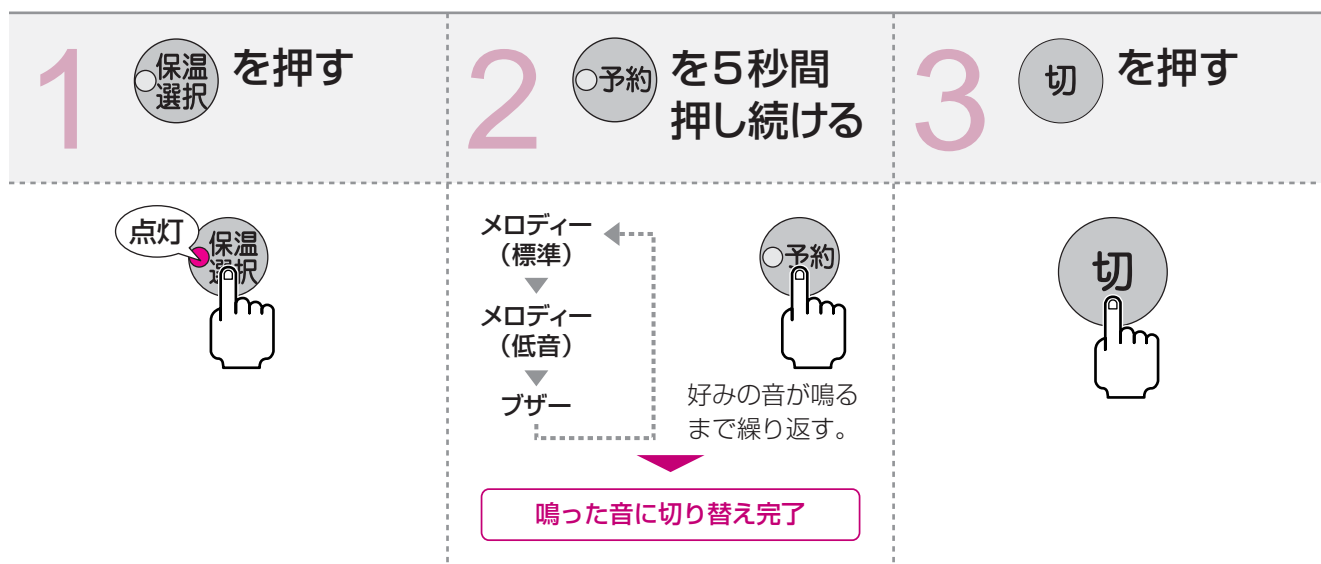 1
保温
選択
を押す
2
予約
を5秒間
押し続ける
3
切
を押す
点灯
保温
選択
メロディー
（標準）
メロディー
（低音）
ブザー
予約
好みの音が鳴る
まで繰り返す。
鳴った音に切り替え完了
切